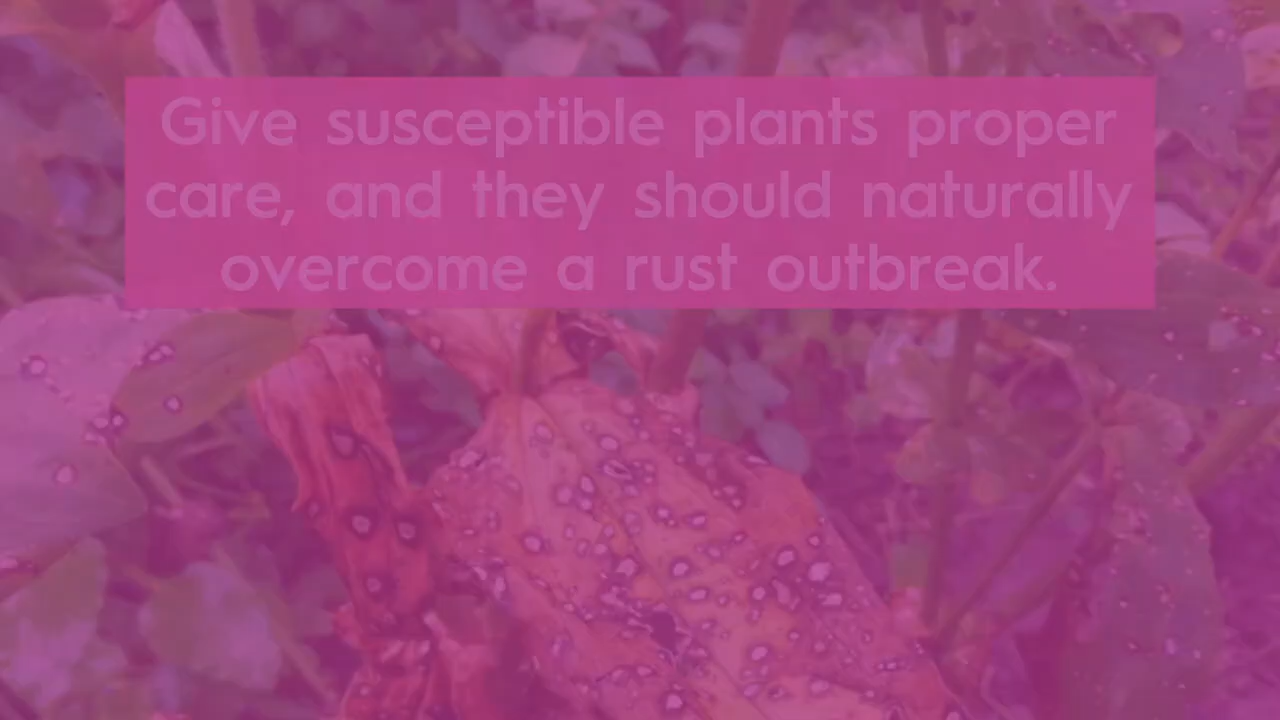 Give susceptible plants proper
care, and they should naturally
overcome a rust outbreak.